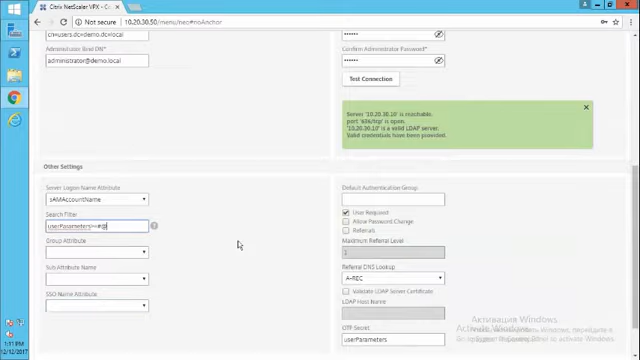 Citrix NetScaler VPX - C
Not secure
10.20.30.50/menu/neo#noAnchor
cn=users,dc=demo,dc=local
Administrator Bind DN*
administrator@demo.local
••••••
Confirm Administrator Password*
••••••
Test Connection
Server '10.20.30.10' is reachable.
port '636/tcp' is open.
'10.20.30.10' is a valid LDAP server.
Valid credentials have been provided.
Other Settings
Server Logon Name Attribute
sAMAccountName
Search Filter
userParameters>=#@
Group Attribute
Sub Attribute Name
SSO Name Attribute
Default Authentication Group
User Required
Allow Password Change
Referrals
Maximum Referral Level
1
Referral DNS Lookup
A-REC
Validate LDAP Server Certificate
LDAP Host Name
OTP Secret
userParameters
Активация Windows
Activate Windows
1:11 PM
12/12/2017